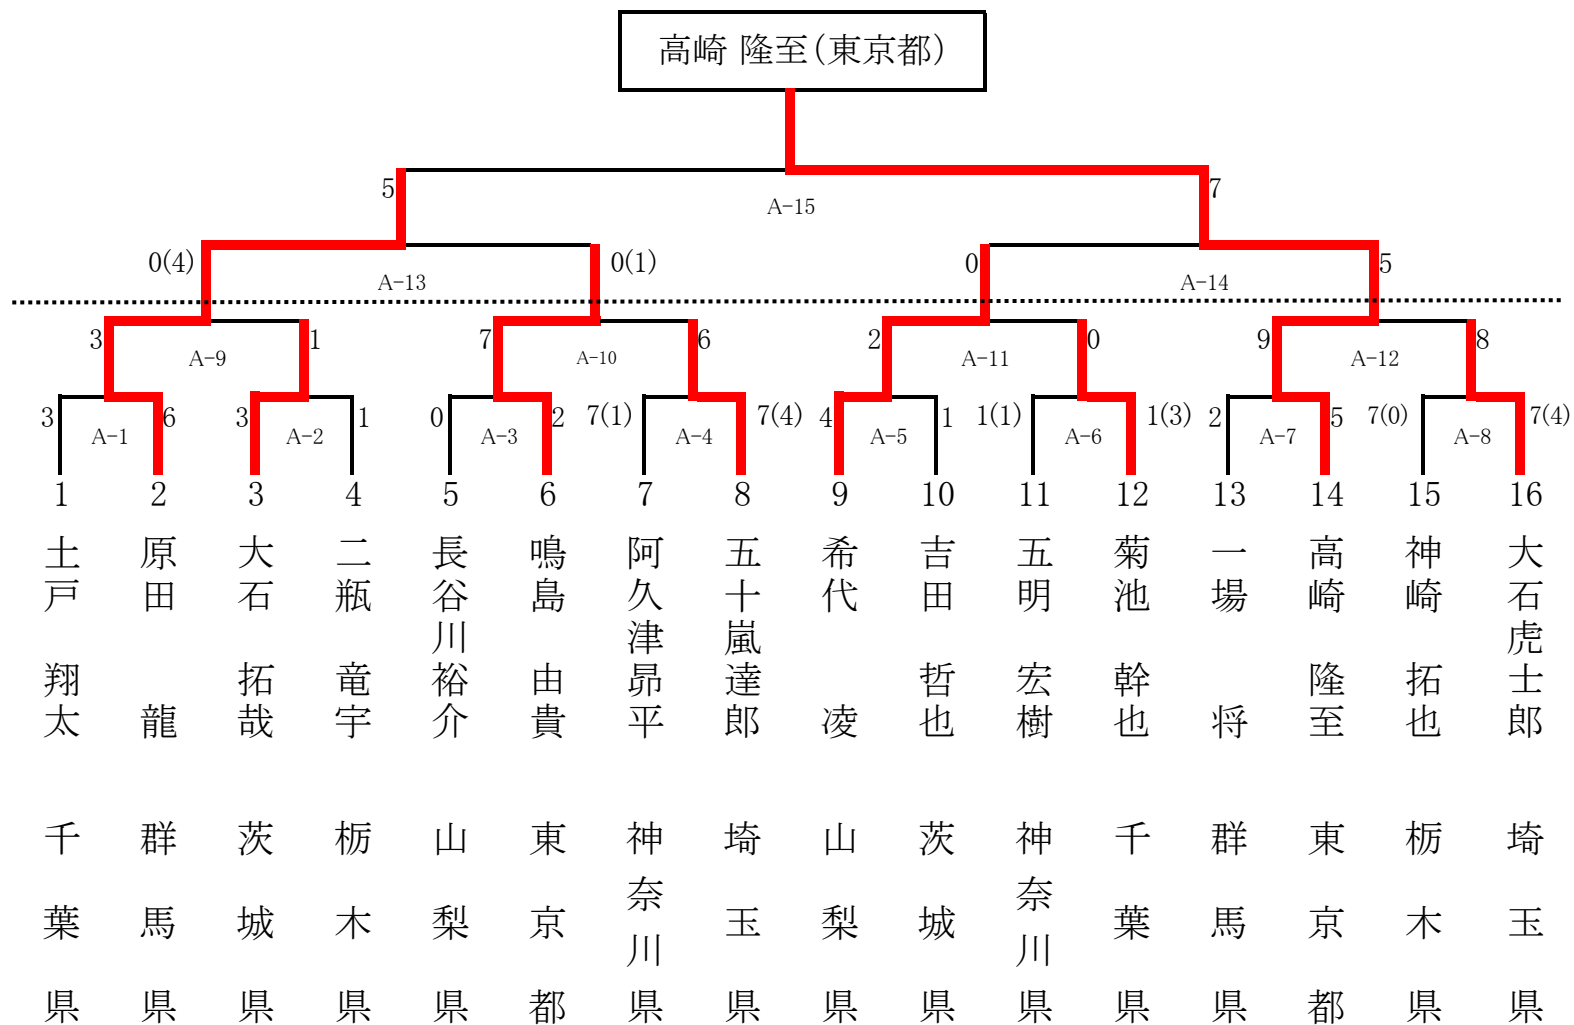 高崎 隆至(東京都)
5 7
A-15
0(4) 0(1) 0 5
A-13 A-14
3 1 7 6 2 0 9 8
A-9 A-10 A-11 A-12
3 6 3 1 0 2 7(1) 7(4) 4 1 1(1) 1(3) 2 5 7(0) 7(4)
A-1 A-2 A-3 A-4 A-5 A-6 A-7 A-8
1 2 3 4 5 6 7 8 9 10 11 12 13 14 15 16
土戸 翔太 千葉県
原田 龍 群馬県
大石 拓哉 茨城県
二瓶 竜宇 栃木県
長谷川裕介 山梨県
鳴島 由貴 東京都
阿久津昴平 神奈川県
五十嵐達郎 埼玉県
希代 凌 山梨県
吉田 哲也 茨城県
五明 宏樹 神奈川県
菊池 幹也 千葉県
一場 将 群馬県
高崎 隆至 東京都
神崎 拓也 栃木県
大石虎士郎 埼玉県